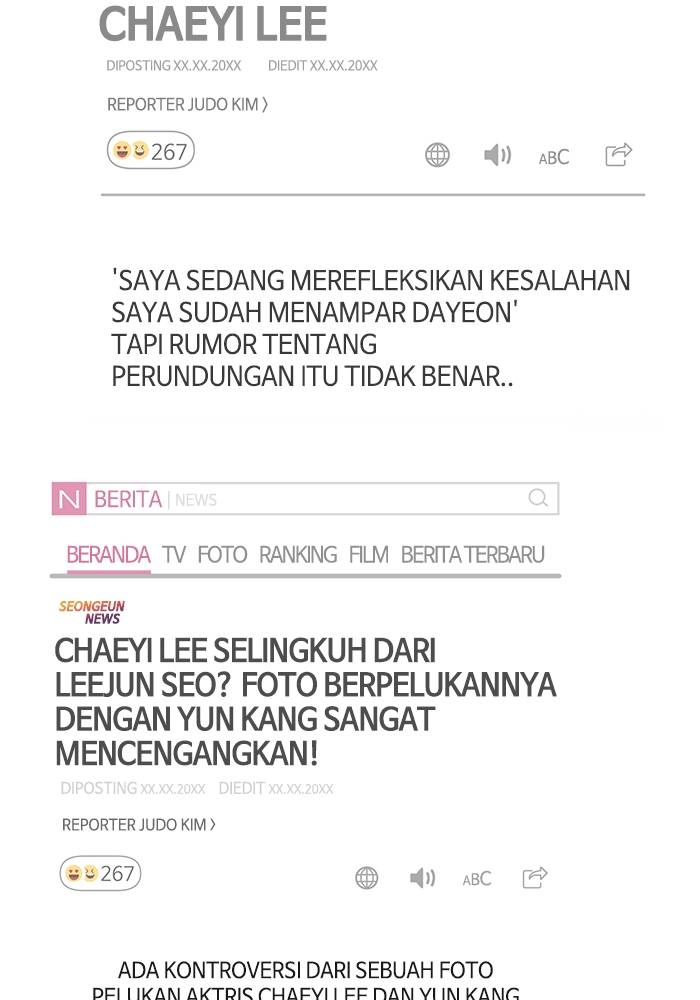 CHAEYI LEE
DIPOSTING XX.XX.20XX DIEDIT XX.XX.20XX
REPORTER JUDO KIM >
267
ABC
'SAYA SEDANG MEREFLEKSIKAN KESALAHAN
SAYA SUDAH MENAMPAR DAYEON'
TAPI RUMOR TENTANG
PERUNDUNGAN ITU TIDAK BENAR..
N BERITA | NEWS
BERANDA TV FOTO RANKING FILM BERITA TERBARU
SEONGEUN
NEWS
CHAEYI LEE SELINGKUH DARI
LEEJUN SEO? FOTO BERPELUKANNYA
DENGAN YUN KANG SANGAT
MENCENGANGKAN!
DIPOSTING XX.XX.20XX DIEDIT XX.XX.20XX
REPORTER JUDO KIM >
267
ABC
ADA KONTROVERSI DARI SEBUAH FOTO
PELUKAN AKTRIS CHAEYI LEE DAN YUN KANG